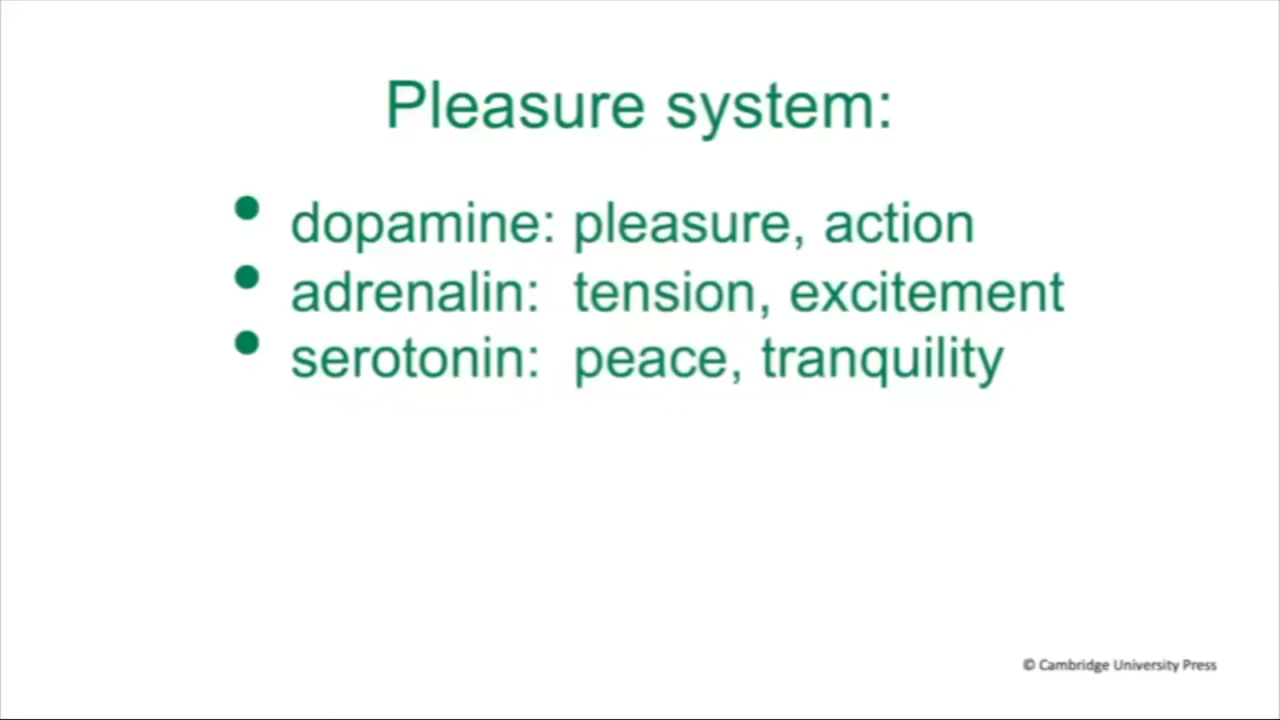 Pleasure system:
• dopamine: pleasure, action
• adrenalin: tension, excitement
• serotonin: peace, tranquility
© Cambridge University Press